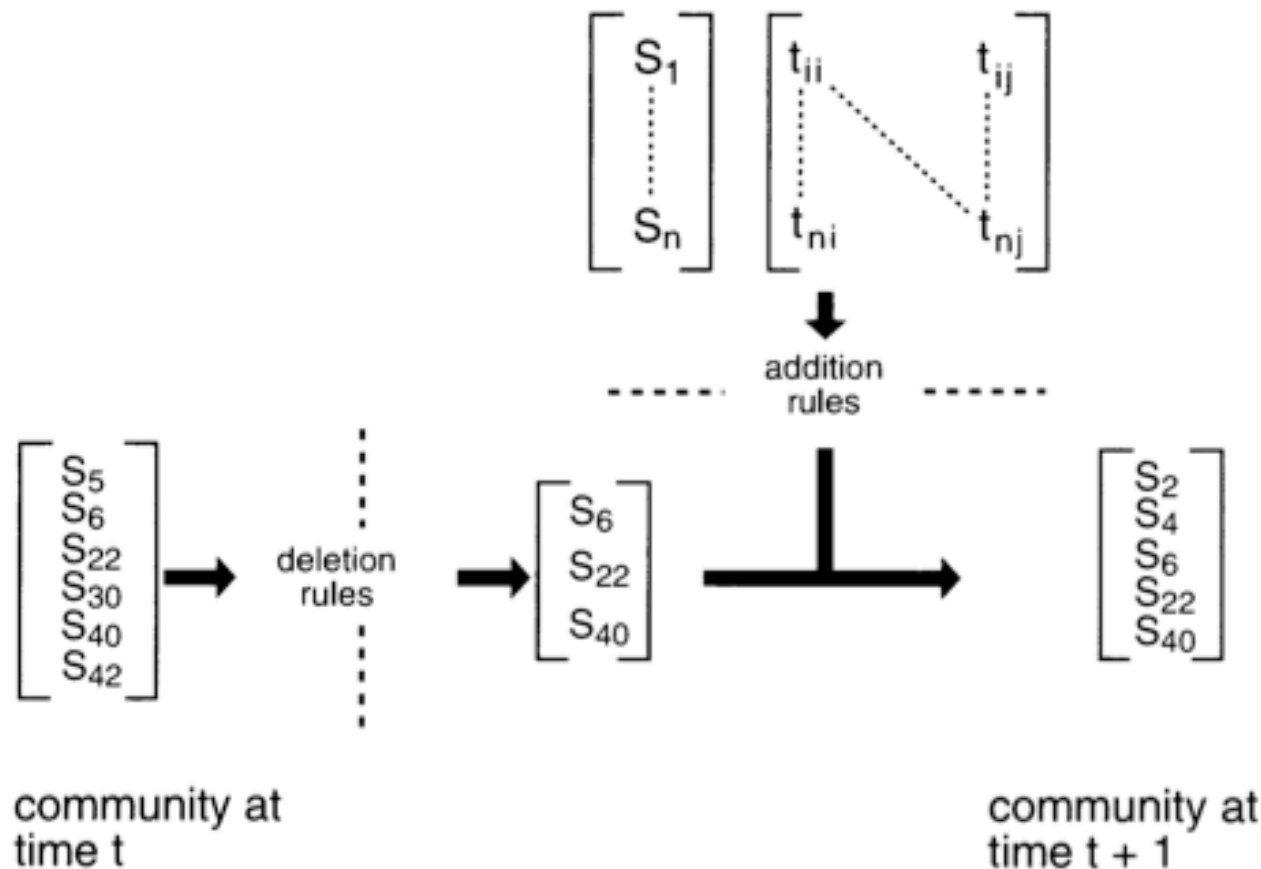 S1 tii tij
Sn tni tnj
addition
rules
S5
S6
S22
S30
S40
S42
deletion
rules
S6
S22
S40
S2
S4
S6
S22
S40
community at
time t
community at
time t + 1